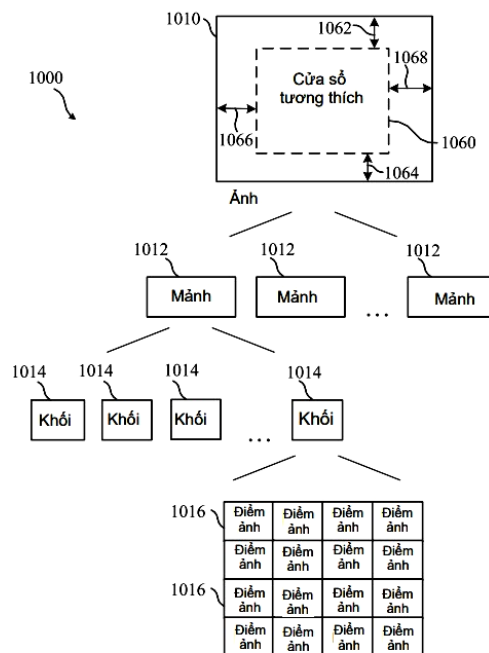 1010
1062
1000
Cửa sổ
tương thích
1068
1066
1060
1064
Ảnh
1012 1012 1012
Mảnh Mảnh ... Mảnh
1014 1014 1014 1014
Khối Khối Khối ... Khối
1016
Điểm ảnh Điểm ảnh Điểm ảnh Điểm ảnh
Điểm ảnh Điểm ảnh Điểm ảnh Điểm ảnh
1016
Điểm ảnh Điểm ảnh Điểm ảnh Điểm ảnh
Điểm ảnh Điểm ảnh Điểm ảnh Điểm ảnh